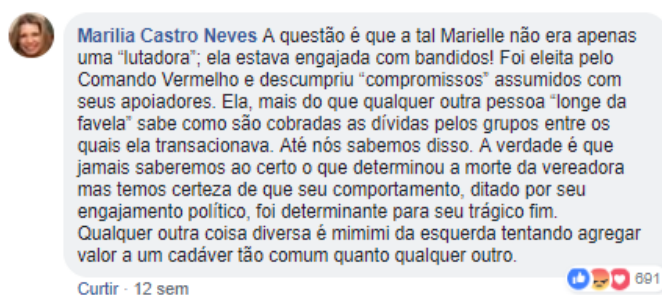 Marilia Castro Neves A questão é que a tal Marielle não era apenas
uma “lutadora”; ela estava engajada com bandidos! Foi eleita pelo
Comando Vermelho e descumpriu “compromissos” assumidos com
seus apoiadores. Ela, mais do que qualquer outra pessoa “longe da
favela” sabe como são cobradas as dívidas pelos grupos entre os
quais ela transacionava. Até nós sabemos disso. A verdade é que
jamais saberemos ao certo o que determinou a morte da vereadora
mas temos certeza de que seu comportamento, ditado por seu
engajamento político, foi determinante para seu trágico fim.
Qualquer outra coisa diversa é mimimi da esquerda tentando agregar
valor a um cadáver tão comum quanto qualquer outro.
691
Curtir · 12 sem